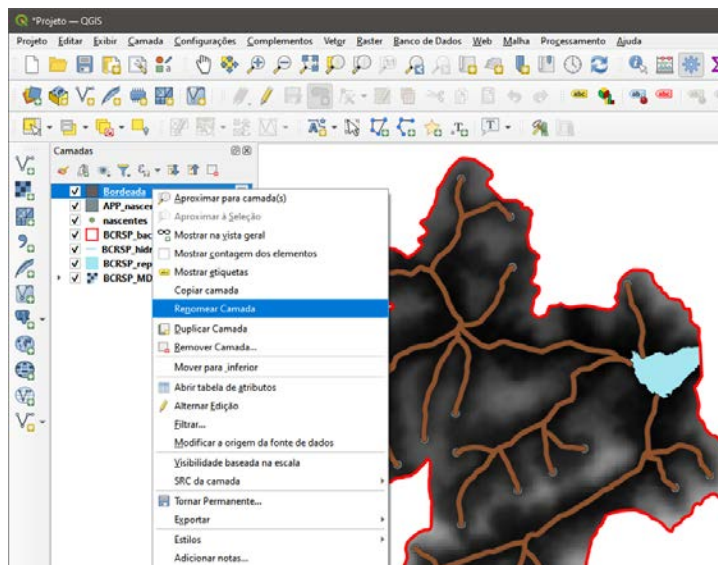 *Projeto — QGIS
Projeto Editar Exibir Camada Configurações Complementos Vetor Raster Banco de Dados Web Malha Processamento Ajuda
abc
Camadas
Bordeada
APP_nascen
nascentes
BCRSP_bac
BCRSP_hidr
BCRSP_rep
BCRSP_MD
Aproximar para camada(s)
Aproximar à Seleção
Mostrar na vista geral
Mostrar contagem dos elementos
Mostrar etiquetas
Copiar camada
Renomear Camada
Duplicar Camada
Remover Camada...
Mover para _inferior
Abrir tabela de atributos
Alternar Edição
Filtrar...
Modificar a origem da fonte de dados
Visibilidade baseada na escala
SRC da camada
Tornar Permanente...
Exportar
Estilos
Adicionar notas...